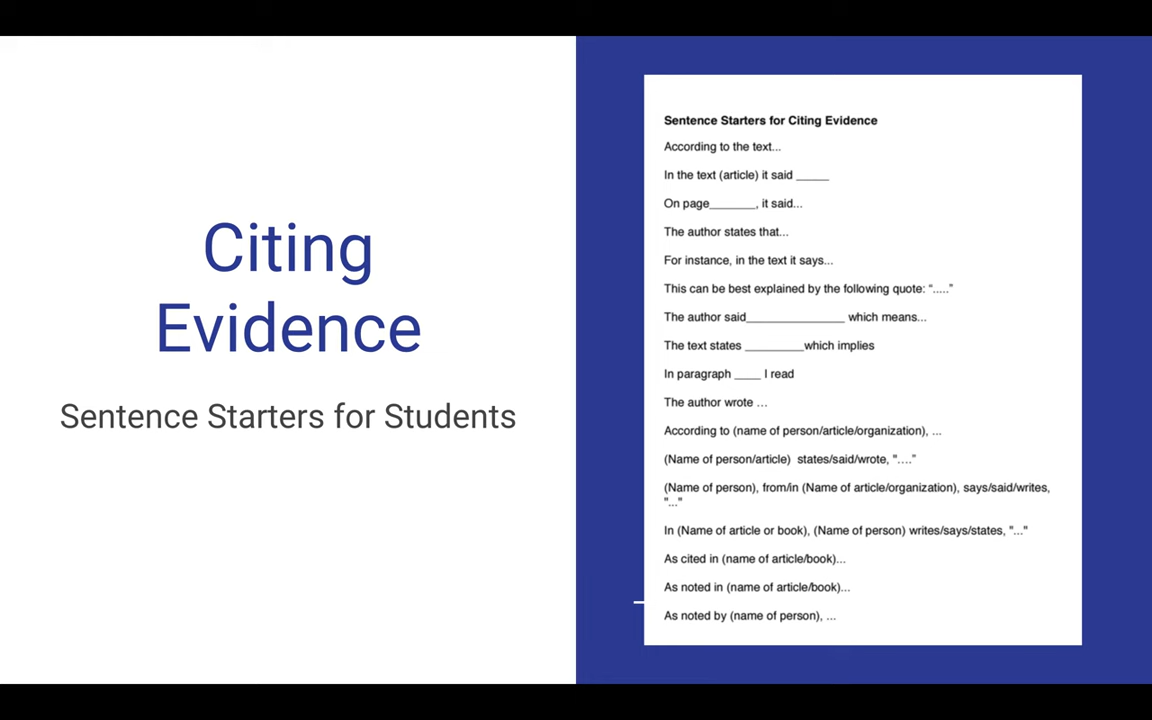 Citing
Evidence
Sentence Starters for Students
Sentence Starters for Citing Evidence
According to the text...
In the text (article) it said _____
On page_______, it said...
The author states that...
For instance, in the text it says...
This can be best explained by the following quote: “.....”
The author said_______________ which means...
The text states _________which implies
In paragraph ____ I read
The author wrote …
According to (name of person/article/organization), ...
(Name of person/article)  states/said/wrote, "…."
(Name of person), from/in (Name of article/organization), says/said/writes,
"..."
In (Name of article or book), (Name of person) writes/says/states, "..."
As cited in (name of article/book)...
As noted in (name of article/book)...
As noted by (name of person), ...